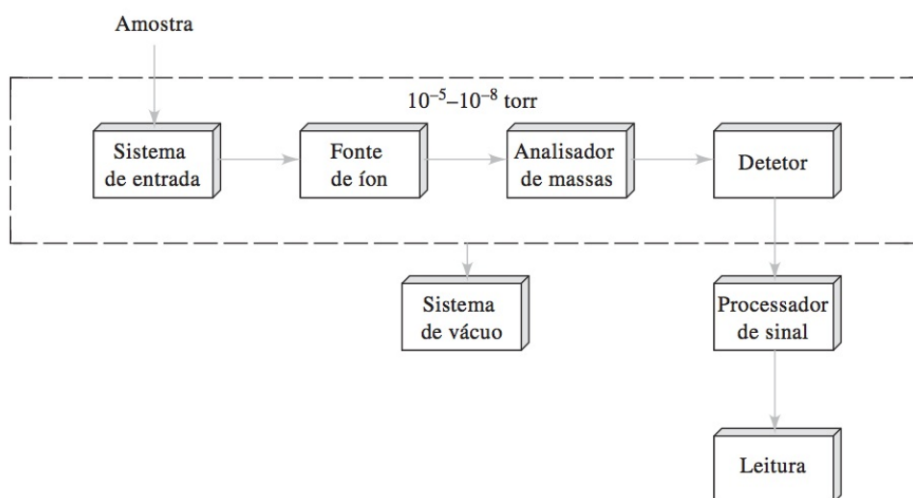 Amostra
10⁻⁵–10⁻⁸ torr
Sistema
de entrada
Fonte
de íon
Analisador
de massas
Detetor
Sistema
de vácuo
Processador
de sinal
Leitura